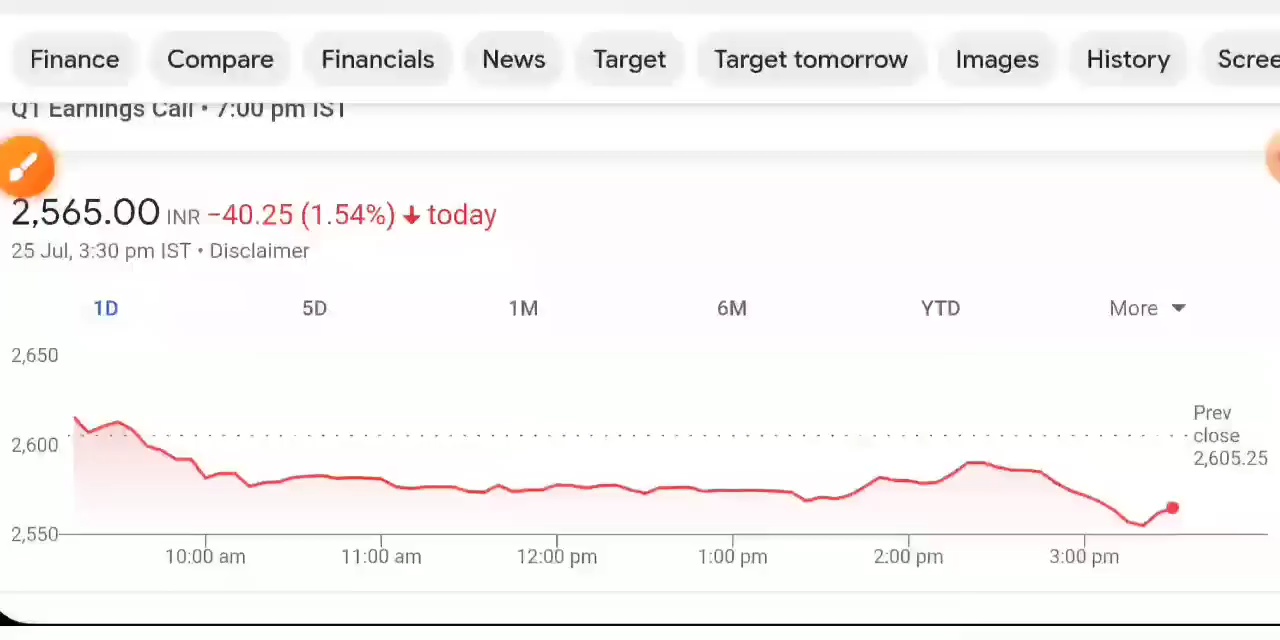 Finance Compare Financials News Target Target tomorrow Images History Scree
Q1 Earnings Call • 7:00 pm IST
2,565.00 INR −40.25 (1.54%) ↓ today
25 Jul, 3:30 pm IST • Disclaimer
1D 5D 1M 6M YTD More
2,650
2,600
2,550
Prev
close
2,605.25
10:00 am 11:00 am 12:00 pm 1:00 pm 2:00 pm 3:00 pm